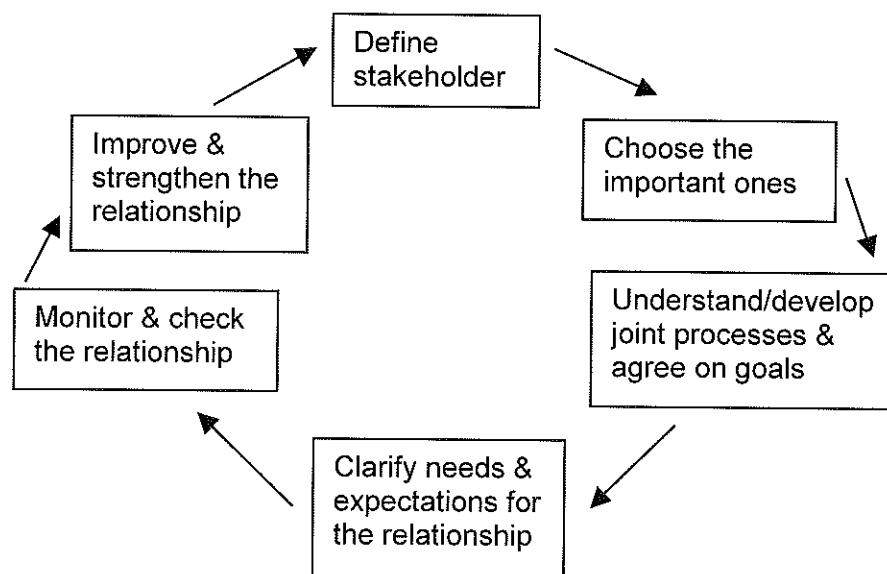 Define
stakeholder
Choose the
important ones
Understand/develop
joint processes &
agree on goals
Clarify needs &
expectations for
the relationship
Monitor & check
the relationship
Improve &
strengthen the
relationship